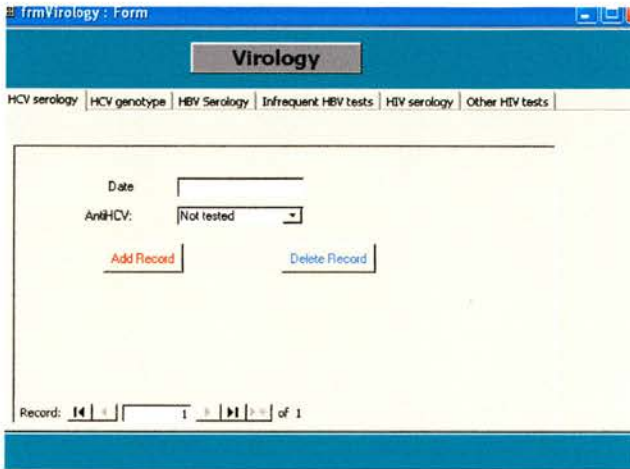 frmVirology : Form
Virology
HCV serology HCV genotype HBV Serology Infrequent HBV tests HIV serology Other HIV tests
Date
AntiHCV: Not tested
Add Record Delete Record
Record: 1 of 1